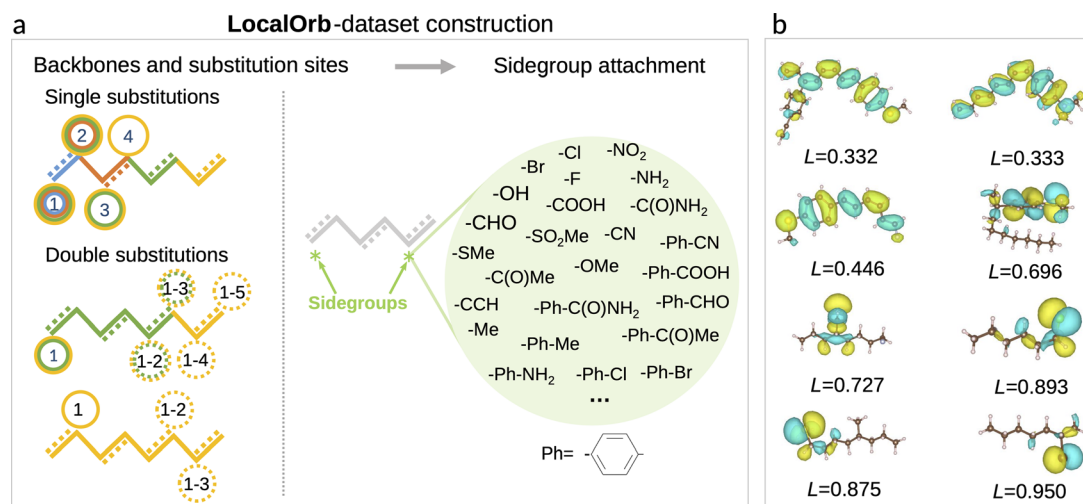 a
LocalOrb-dataset construction
b
Backbones and substitution sites
Sidegroup attachment
Single substitutions
2
4
1
3
Double substitutions
1-3
1-5
1
1-2
1-4
1
1-2
1-3
Sidegroups
-Cl
-NO2
-Br
-F
-NH2
-OH
-COOH
-C(O)NH2
-CHO
-SO2Me
-CN
-SMe
-Ph-CN
-C(O)Me
-OMe
-Ph-COOH
-CCH
-Ph-C(O)NH2
-Ph-CHO
-Me
-Ph-Me
-Ph-C(O)Me
-Ph-NH2
-Ph-Cl
-Ph-Br
...
Ph= -
L=0.332
L=0.333
L=0.446
L=0.696
L=0.727
L=0.893
L=0.875
L=0.950